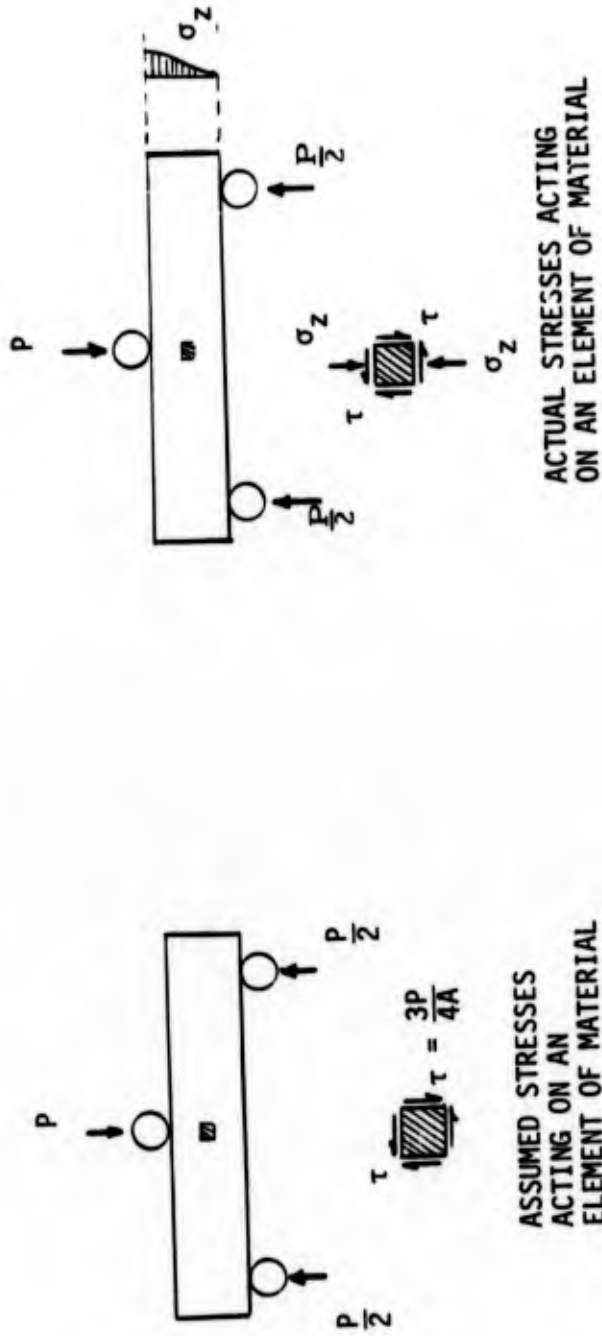 P
P/2
P/2
τ
τ = 3P/4A
ASSUMED STRESSES
ACTING ON AN
ELEMENT OF MATERIAL
P
σz
P/2
P/2
σz
τ
τ
σz
ACTUAL STRESSES ACTING
ON AN ELEMENT OF MATERIAL